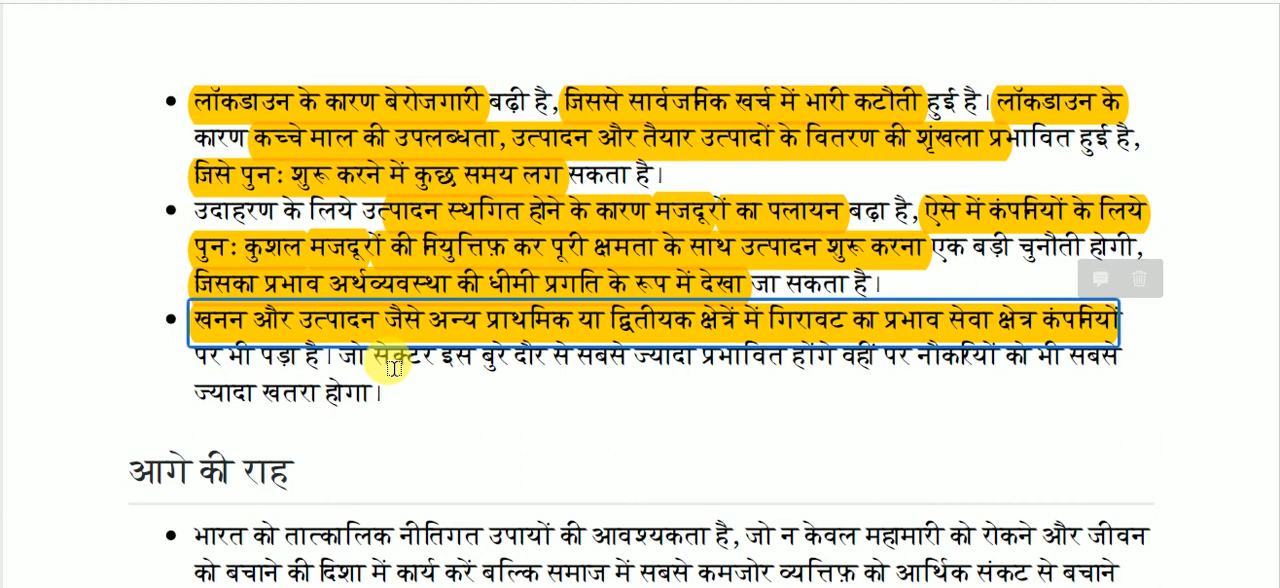 लॉकडाउन के कारण बेरोजगारी बढ़ी है, जिससे सार्वजनिक खर्च में भारी कटौती हुई है। लॉकडाउन के
कारण कच्चे माल की उपलब्धता, उत्पादन और तैयार उत्पादों के वितरण की शृंखला प्रभावित हुई है,
जिसे पुनः शुरू करने में कुछ समय लग सकता है।
उदाहरण के लिये उत्पादन स्थगित होने के कारण मजदूरों का पलायन बढा है, ऐसे में कंपनियों के लिये
पुनः कुशल मजदूरों की नियुत्तिफ़ कर पूरी क्षमता के साथ उत्पादन शुरू करना एक बड़ी चुनौती होगी,
जिसका प्रभाव अर्थव्यवस्था की धीमी प्रगति के रूप में देखा जा सकता है।
खनन और उत्पादन जैसे अन्य प्राथमिक या द्वितीयक क्षेत्रें में गिरावट का प्रभाव सेवा क्षेत्र कंपनियों
पर भी पड़ा है। जो सेक्टर इस बुरे दौर से सबसे ज्यादा प्रभावित होंगे वहीं पर नौकरियों को भी सबसे
ज्यादा खतरा होगा।
आगे की राह
भारत को तात्कालिक नीतिगत उपायों की आवश्यकता है, जो न केवल महामारी को रोकने और जीवन
को बचाने की दिशा में कार्य करें बल्कि समाज में सबसे कमजोर व्यत्तिफ़ को आर्थिक संकट से बचाने